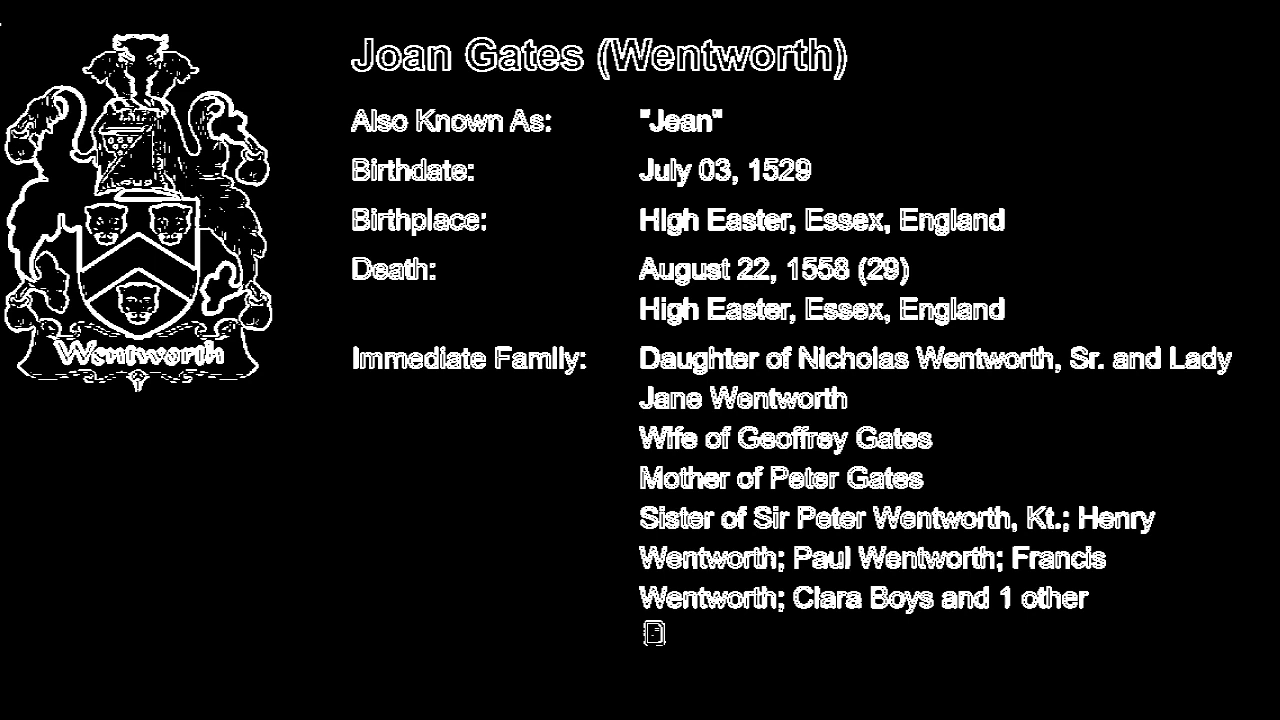 Joan Gates (Wentworth)
Also Known As: "Jean"
Birthdate: July 03, 1529
Birthplace: High Easter, Essex, England
Death: August 22, 1558 (29)
High Easter, Essex, England
Immediate Family: Daughter of Nicholas Wentworth, Sr. and Lady
Jane Wentworth
Wife of Geoffrey Gates
Mother of Peter Gates
Sister of Sir Peter Wentworth, Kt.; Henry
Wentworth; Paul Wentworth; Francis
Wentworth; Clara Boys and 1 other
Wentworth